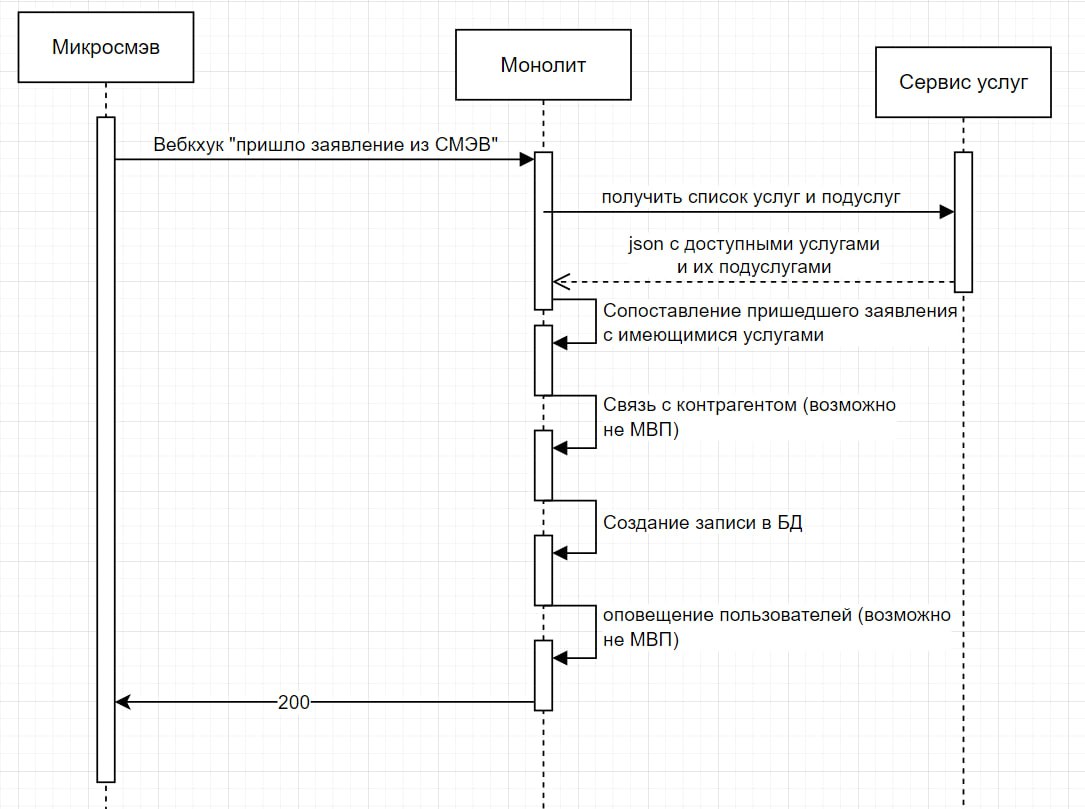 Микросмэв
Монолит
Сервис услуг
Вебкхук "пришло заявление из СМЭВ"
получить список услуг и подуслуг
json с доступными услугами
и их подуслугами
Сопоставление пришедшего заявления
с имеющимися услугами
Связь с контрагентом (возможно
не МВП)
Создание записи в БД
оповещение пользователей (возможно
не МВП)
200